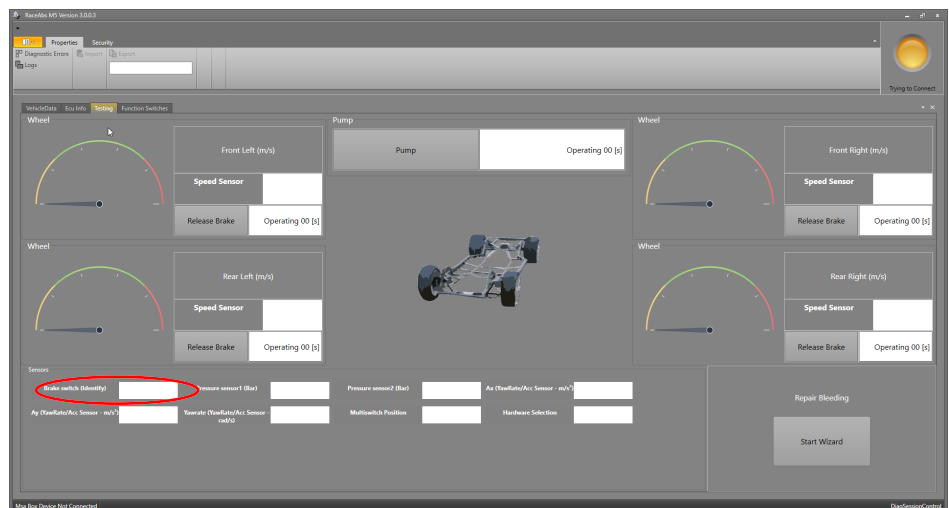 RaceAbs M5 Version 3.0.0.3
Properties Security
Diagnostic Errors Import Export
Logs
Trying to Connect
VehicleData Ecu Info Testing Function Switches
Wheel
Front Left (m/s)
Speed Sensor
Release Brake Operating 00 [s]
Pump
Pump Operating 00 [s]
Wheel
Front Right (m/s)
Speed Sensor
Release Brake Operating 00 [s]
Wheel
Rear Left (m/s)
Speed Sensor
Release Brake Operating 00 [s]
Wheel
Rear Right (m/s)
Speed Sensor
Release Brake Operating 00 [s]
Sensors
Brake switch (Identify) Pressure sensor1 (Bar) Pressure sensor2 (Bar) Ax (YawRate/Acc Sensor - m/s²)
Ay (YawRate/Acc Sensor - m/s²) Yawrate (YawRate/Acc Sensor - rad/s) Multiswitch Position Hardware Selection
Repair Bleeding
Start Wizard
Msa Box Device Not Connected DiagSessionControl